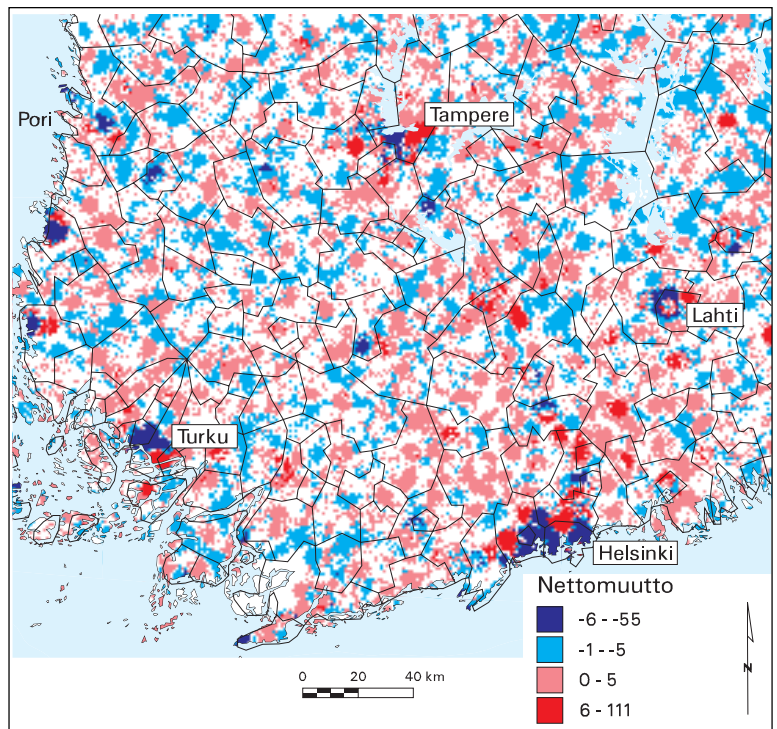 Pori
Tampere
Lahti
Turku
Helsinki
Nettomuutto
-6 - -55
-1 - -5
0 - 5
6 - 111
0 20 40 km
N